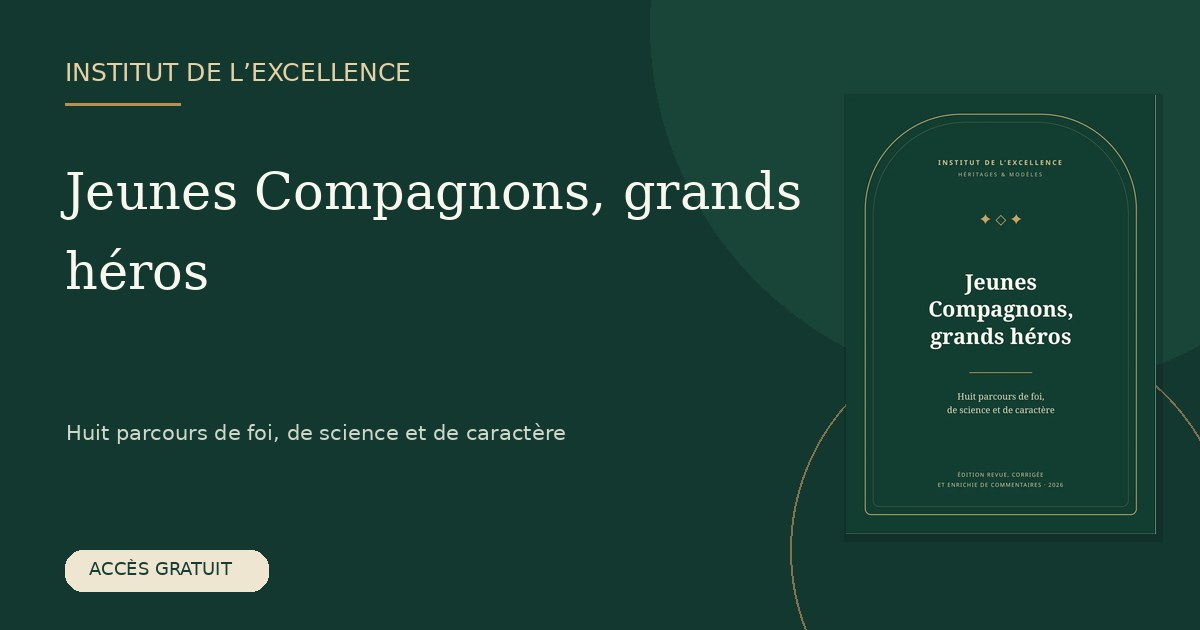 INSTITUT DE L’EXCELLENCE
Jeunes Compagnons, grands
héros
Huit parcours de foi, de science et de caractère
ACCÈS GRATUIT
INSTITUT DE L’EXCELLENCE
HÉRITAGES & MODÈLES
Jeunes
Compagnons,
grands héros
Huit parcours de foi,
de science et de caractère
ÉDITION REVUE, CORRIGÉE
ET ENRICHIE DE COMMENTAIRES · 2026